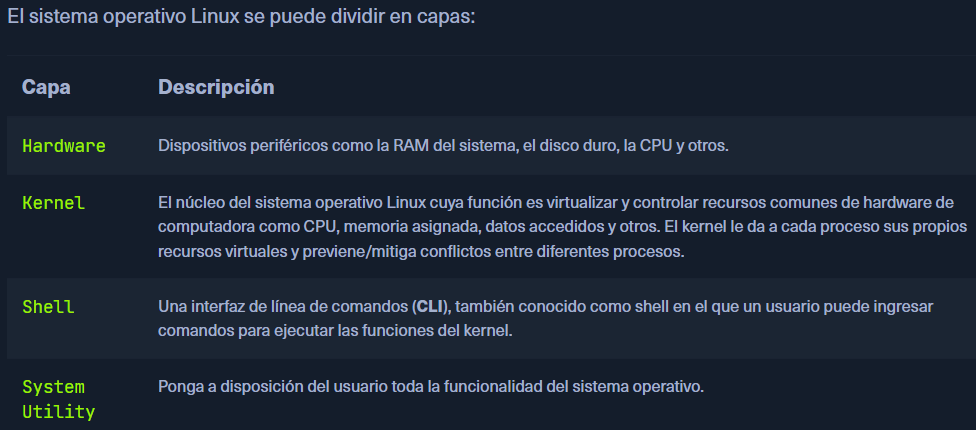 El sistema operativo Linux se puede dividir en capas:
Capa Descripción
Hardware Dispositivos periféricos como la RAM del sistema, el disco duro, la CPU y otros.
Kernel El núcleo del sistema operativo Linux cuya función es virtualizar y controlar recursos comunes de hardware de
computadora como CPU, memoria asignada, datos accedidos y otros. El kernel le da a cada proceso sus propios
recursos virtuales y previene/mitiga conflictos entre diferentes procesos.
Shell Una interfaz de línea de comandos (CLI), también conocido como shell en el que un usuario puede ingresar
comandos para ejecutar las funciones del kernel.
System Ponga a disposición del usuario toda la funcionalidad del sistema operativo.
Utility